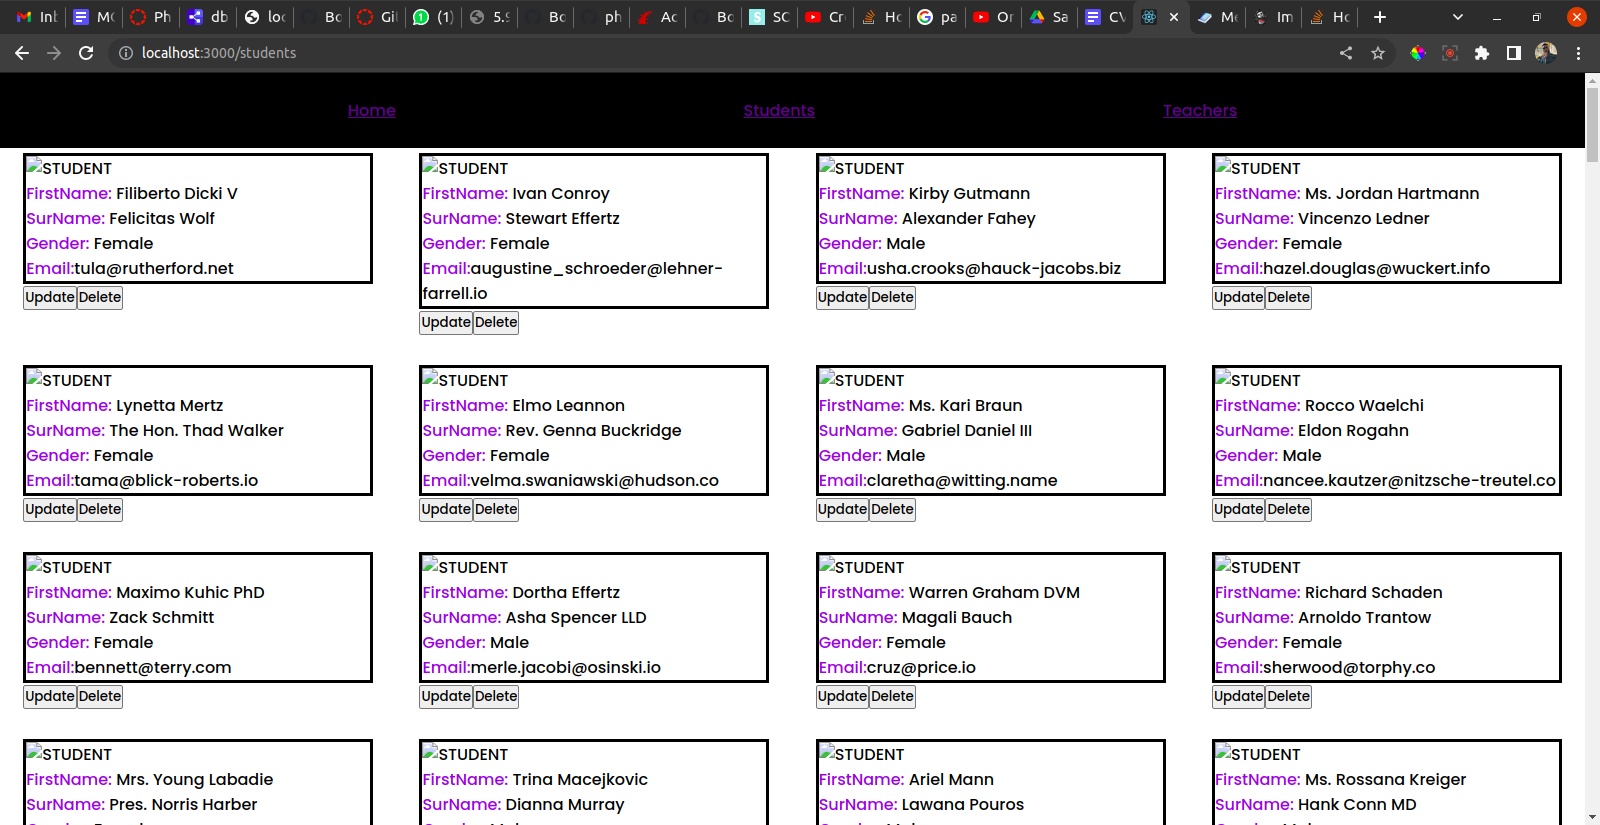 Int
Mo
Ph
db
loc
Bo
Git
(1)
5.9
Bo
ph
Ac
Bo
SC
Cr
Ho
pa
Or
Sa
CV
Me
Im
Ho
localhost:3000/students
Home Students Teachers
STUDENT
FirstName: Filiberto Dicki V
SurName: Felicitas Wolf
Gender: Female
Email:tula@rutherford.net
Update Delete
STUDENT
FirstName: Ivan Conroy
SurName: Stewart Effertz
Gender: Female
Email:augustine_schroeder@lehner-
farrell.io
Update Delete
STUDENT
FirstName: Kirby Gutmann
SurName: Alexander Fahey
Gender: Male
Email:usha.crooks@hauck-jacobs.biz
Update Delete
STUDENT
FirstName: Ms. Jordan Hartmann
SurName: Vincenzo Ledner
Gender: Female
Email:hazel.douglas@wuckert.info
Update Delete
STUDENT
FirstName: Lynetta Mertz
SurName: The Hon. Thad Walker
Gender: Female
Email:tama@blick-roberts.io
Update Delete
STUDENT
FirstName: Elmo Leannon
SurName: Rev. Genna Buckridge
Gender: Female
Email:velma.swaniawski@hudson.co
Update Delete
STUDENT
FirstName: Ms. Kari Braun
SurName: Gabriel Daniel III
Gender: Male
Email:claretha@witting.name
Update Delete
STUDENT
FirstName: Rocco Waelchi
SurName: Eldon Rogahn
Gender: Male
Email:nancee.kautzer@nitzsche-treutel.co
Update Delete
STUDENT
FirstName: Maximo Kuhic PhD
SurName: Zack Schmitt
Gender: Female
Email:bennett@terry.com
Update Delete
STUDENT
FirstName: Dortha Effertz
SurName: Asha Spencer LLD
Gender: Male
Email:merle.jacobi@osinski.io
Update Delete
STUDENT
FirstName: Warren Graham DVM
SurName: Magali Bauch
Gender: Female
Email:cruz@price.io
Update Delete
STUDENT
FirstName: Richard Schaden
SurName: Arnoldo Trantow
Gender: Female
Email:sherwood@torphy.co
Update Delete
STUDENT
FirstName: Mrs. Young Labadie
SurName: Pres. Norris Harber
STUDENT
FirstName: Trina Macejkovic
SurName: Dianna Murray
STUDENT
FirstName: Ariel Mann
SurName: Lawana Pouros
STUDENT
FirstName: Ms. Rossana Kreiger
SurName: Hank Conn MD